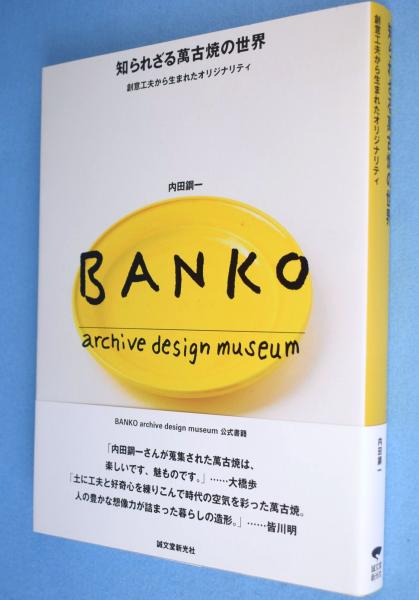 知られざる萬古焼の世界
創意工夫から生まれたオリジナリティ
内田鋼一
BANKO
archive design museum
BANKO archive design museum 公式書籍
「内田鋼一さんが蒐集された萬古焼は、
楽しいです、魅ものです。」……大橋歩
「土に工夫と好奇心を練りこんで時代の空気を彩った萬古焼。
人の豊かな想像力が詰まった暮らしの造形。」……皆川明
誠文堂新光社
知られざる萬古焼の世界
創意工夫から生まれたオリジナリティ
内田鋼一
誠文堂
新光社